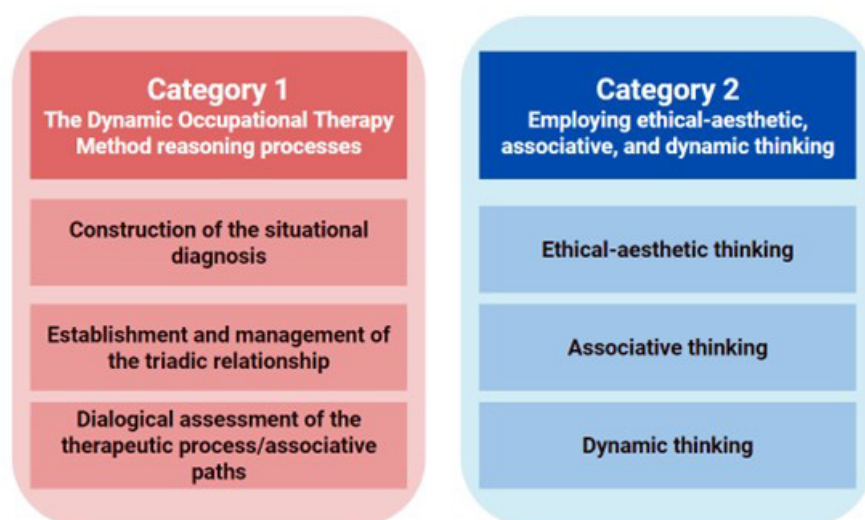 Category 1
The Dynamic Occupational Therapy
Method reasoning processes
Construction of the situational
diagnosis
Establishment and management of
the triadic relationship
Dialogical assessment of the
therapeutic process/associative
paths
Category 2
Employing ethical-aesthetic,
associative, and dynamic thinking
Ethical-aesthetic thinking
Associative thinking
Dynamic thinking